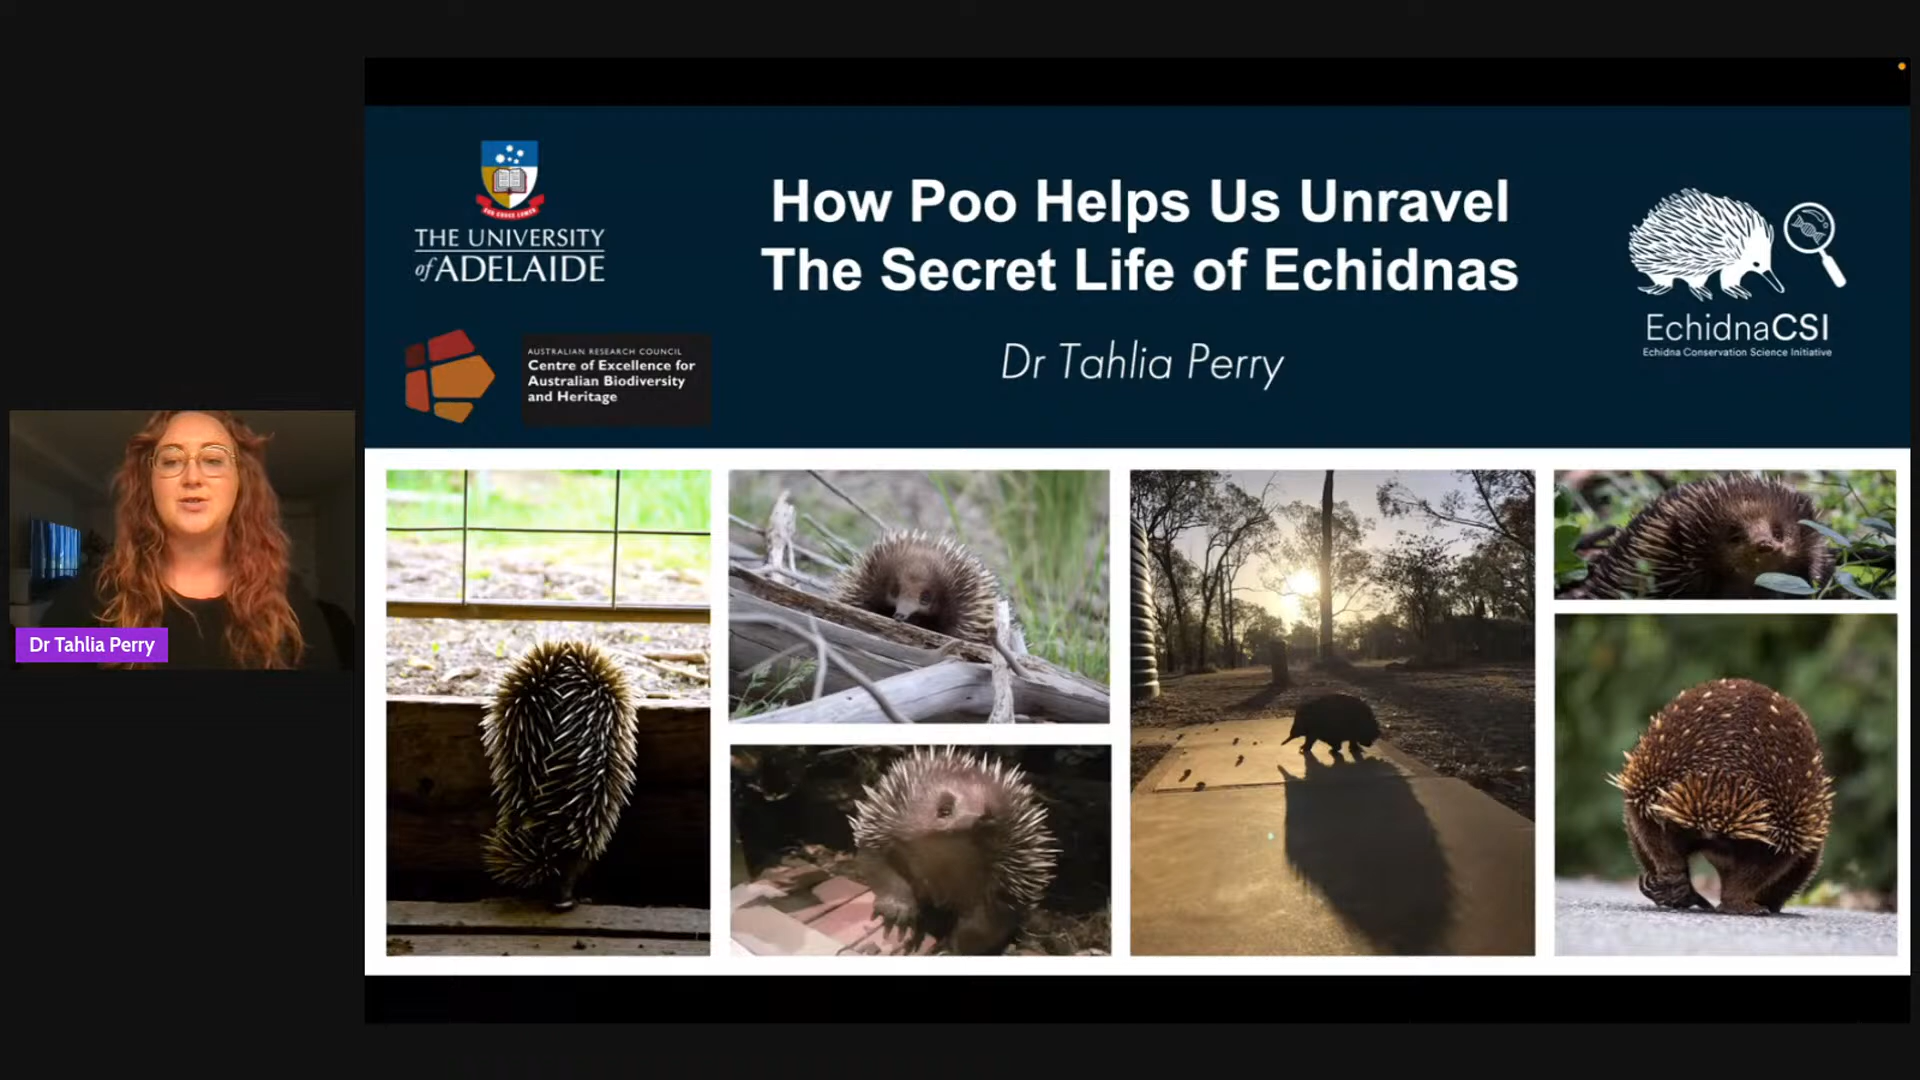 THE UNIVERSITY
of ADELAIDE
How Poo Helps Us Unravel
The Secret Life of Echidnas
Dr Tahlia Perry
EchidnaCSI
Echidna Conservation Science Initiative
AUSTRALIAN RESEARCH COUNCIL
Centre of Excellence for
Australian Biodiversity
and Heritage
Dr Tahlia Perry